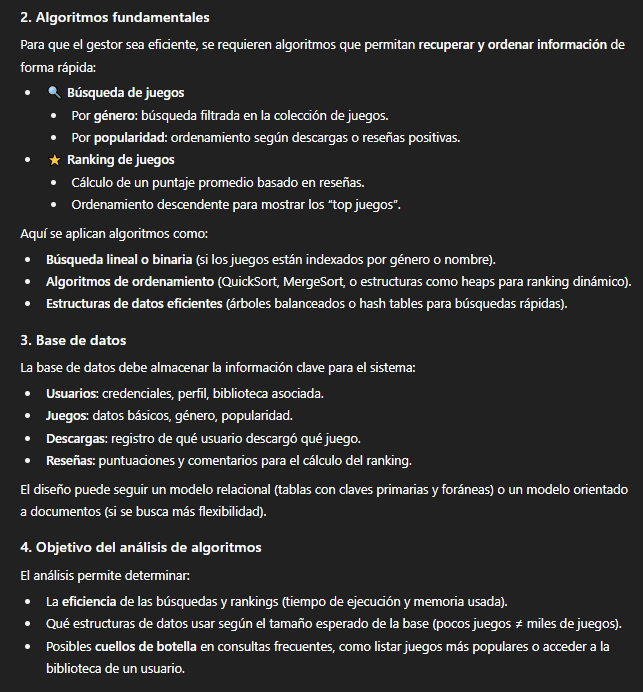 2. Algoritmos fundamentales
Para que el gestor sea eficiente, se requieren algoritmos que permitan recuperar y ordenar información de
forma rápida:
• 🔍 Búsqueda de juegos
• Por género: búsqueda filtrada en la colección de juegos.
• Por popularidad: ordenamiento según descargas o reseñas positivas.
• ⭐ Ranking de juegos
• Cálculo de un puntaje promedio basado en reseñas.
• Ordenamiento descendente para mostrar los “top juegos”.
Aquí se aplican algoritmos como:
• Búsqueda lineal o binaria (si los juegos están indexados por género o nombre).
• Algoritmos de ordenamiento (QuickSort, MergeSort, o estructuras como heaps para ranking dinámico).
• Estructuras de datos eficientes (árboles balanceados o hash tables para búsquedas rápidas).
3. Base de datos
La base de datos debe almacenar la información clave para el sistema:
• Usuarios: credenciales, perfil, biblioteca asociada.
• Juegos: datos básicos, género, popularidad.
• Descargas: registro de qué usuario descargó qué juego.
• Reseñas: puntuaciones y comentarios para el cálculo del ranking.
El diseño puede seguir un modelo relacional (tablas con claves primarias y foráneas) o un modelo orientado
a documentos (si se busca más flexibilidad).
4. Objetivo del análisis de algoritmos
El análisis permite determinar:
• La eficiencia de las búsquedas y rankings (tiempo de ejecución y memoria usada).
• Qué estructuras de datos usar según el tamaño esperado de la base (pocos juegos ≠ miles de juegos).
• Posibles cuellos de botella en consultas frecuentes, como listar juegos más populares o acceder a la
biblioteca de un usuario.